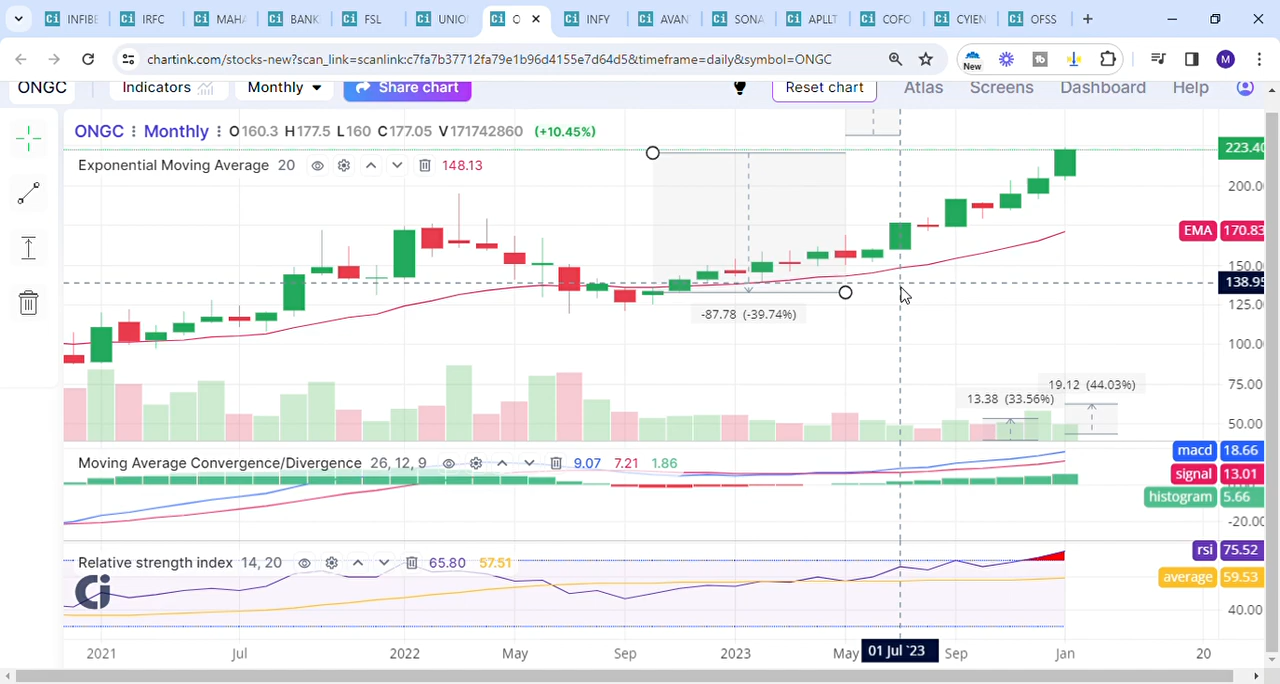 INFIBE IRFC MAHA BANK FSL UNIO O INFY AVAN SONA APLLT COFO CYIEN OFSS
chartink.com/stocks-new?scan_link=scanlink:c7fa7b37712fa79e1b96d4155e7d64d5&timeframe=daily&symbol=ONGC
New
M
ONGC Indicators Monthly Share chart Reset chart Atlas Screens Dashboard Help
ONGC : Monthly : O160.3 H177.5 L160 C177.05 V171742860 (+10.45%)
Exponential Moving Average 20 148.13
223.40
200.00
EMA 170.83
150.00
138.95
125.00
-87.78 (-39.74%)
100.00
75.00
19.12 (44.03%)
13.38 (33.56%)
50.00
Moving Average Convergence/Divergence 26, 12, 9 9.07 7.21 1.86
macd 18.66
signal 13.01
histogram 5.66
-20.00
Relative strength index 14, 20 65.80 57.51
rsi 75.52
average 59.53
40.00
2021 Jul 2022 May Sep 2023 May 01 Jul `23 Sep Jan 20